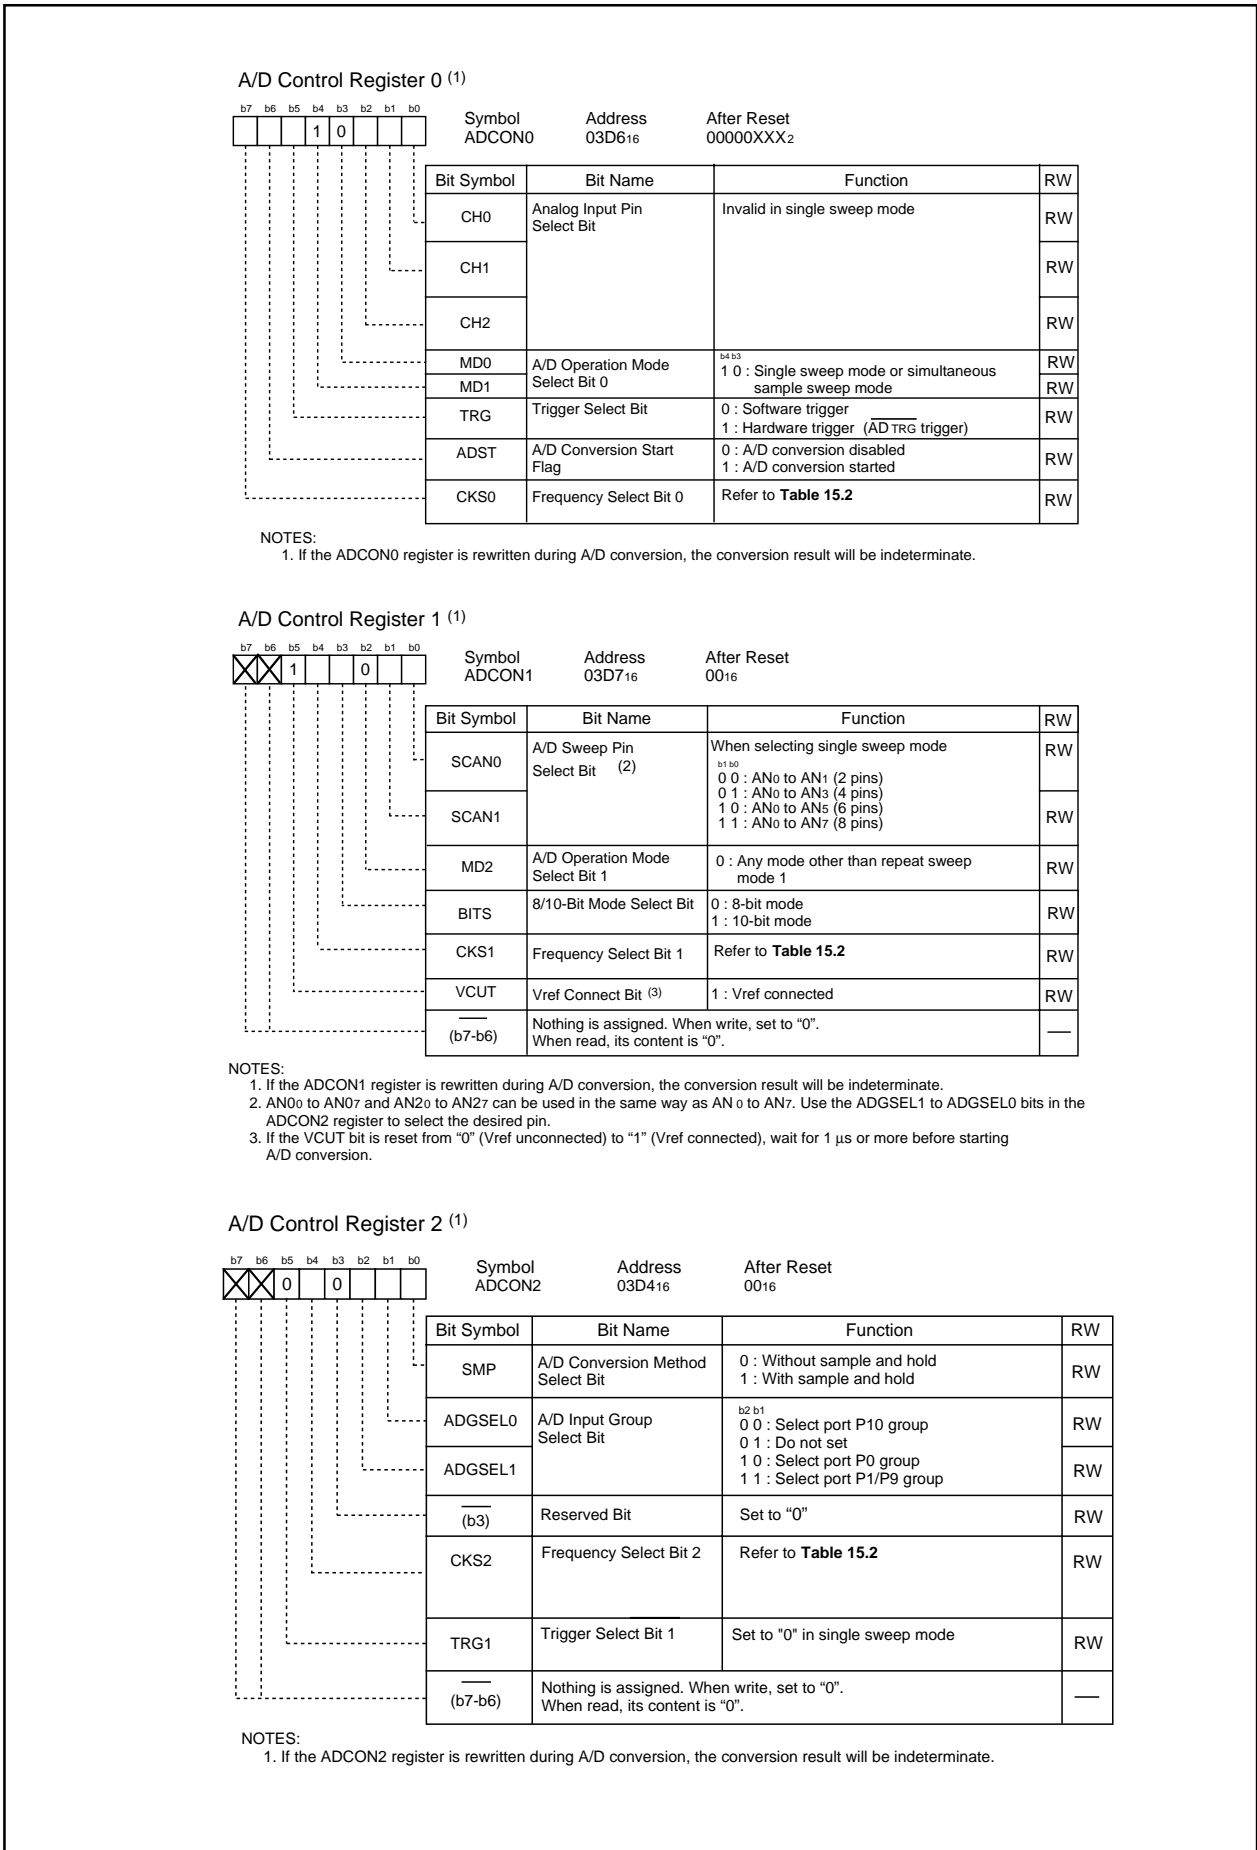 A/D Control Register 0 (1)
b7 b6 b5 b4 b3 b2 b1 b0
1 0
Symbol Address After Reset
ADCON0 03D616 00000XXX2
Bit Symbol Bit Name Function RW
CH0 Analog Input Pin Select Bit Invalid in single sweep mode RW
CH1 RW
CH2 RW
MD0 A/D Operation Mode Select Bit 0 b4 b3 RW
1 0 : Single sweep mode or simultaneous sample sweep mode
MD1 RW
TRG Trigger Select Bit 0 : Software trigger RW
1 : Hardware trigger (ADTRG trigger)
ADST A/D Conversion Start Flag 0 : A/D conversion disabled RW
1 : A/D conversion started
CKS0 Frequency Select Bit 0 Refer to Table 15.2 RW
NOTES:
1. If the ADCON0 register is rewritten during A/D conversion, the conversion result will be indeterminate.
A/D Control Register 1 (1)
b7 b6 b5 b4 b3 b2 b1 b0
1 0
Symbol Address After Reset
ADCON1 03D716 0016
Bit Symbol Bit Name Function RW
SCAN0 A/D Sweep Pin Select Bit (2) When selecting single sweep mode RW
b1 b0
0 0 : AN0 to AN1 (2 pins)
0 1 : AN0 to AN3 (4 pins)
1 0 : AN0 to AN5 (6 pins)
1 1 : AN0 to AN7 (8 pins)
SCAN1 RW
MD2 A/D Operation Mode Select Bit 1 0 : Any mode other than repeat sweep mode 1 RW
BITS 8/10-Bit Mode Select Bit 0 : 8-bit mode RW
1 : 10-bit mode
CKS1 Frequency Select Bit 1 Refer to Table 15.2 RW
VCUT Vref Connect Bit (3) 1 : Vref connected RW
(b7-b6) Nothing is assigned. When write, set to “0”. —
When read, its content is “0”.
NOTES:
1. If the ADCON1 register is rewritten during A/D conversion, the conversion result will be indeterminate.
2. AN00 to AN07 and AN20 to AN27 can be used in the same way as AN 0 to AN7. Use the ADGSEL1 to ADGSEL0 bits in the
ADCON2 register to select the desired pin.
3. If the VCUT bit is reset from “0” (Vref unconnected) to “1” (Vref connected), wait for 1 μs or more before starting
A/D conversion.
A/D Control Register 2 (1)
b7 b6 b5 b4 b3 b2 b1 b0
0 0
Symbol Address After Reset
ADCON2 03D416 0016
Bit Symbol Bit Name Function RW
SMP A/D Conversion Method Select Bit 0 : Without sample and hold RW
1 : With sample and hold
ADGSEL0 A/D Input Group Select Bit b2 b1 RW
0 0 : Select port P10 group
0 1 : Do not set
1 0 : Select port P0 group
1 1 : Select port P1/P9 group
ADGSEL1 RW
(b3) Reserved Bit Set to “0” RW
CKS2 Frequency Select Bit 2 Refer to Table 15.2 RW
TRG1 Trigger Select Bit 1 Set to "0" in single sweep mode RW
(b7-b6) Nothing is assigned. When write, set to “0”. —
When read, its content is “0”.
NOTES:
1. If the ADCON2 register is rewritten during A/D conversion, the conversion result will be indeterminate.